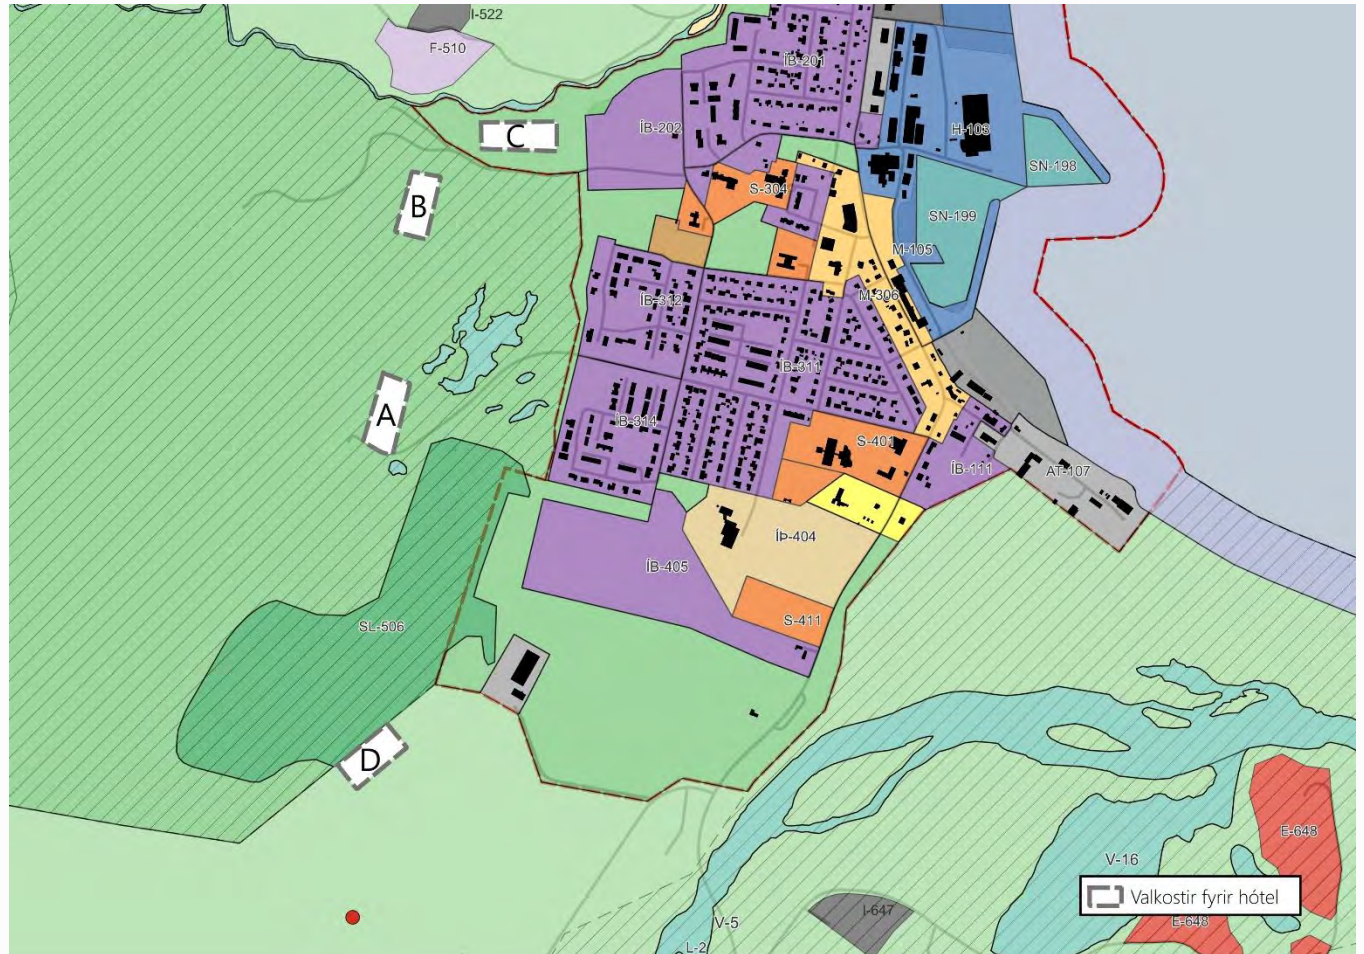 I-522
F-510
ÍB-201
C
ÍB-202
H-103
SN-198
S-304
B
SN-199
M-105
ÍB-312
M-306
ÍB-311
A
ÍB-314
S-401
ÍB-111
AT-107
ÍÞ-404
ÍB-405
S-411
SL-506
D
E-648
V-16
Valkostir fyrir hótel
I-647
V-5
E-648
L-2